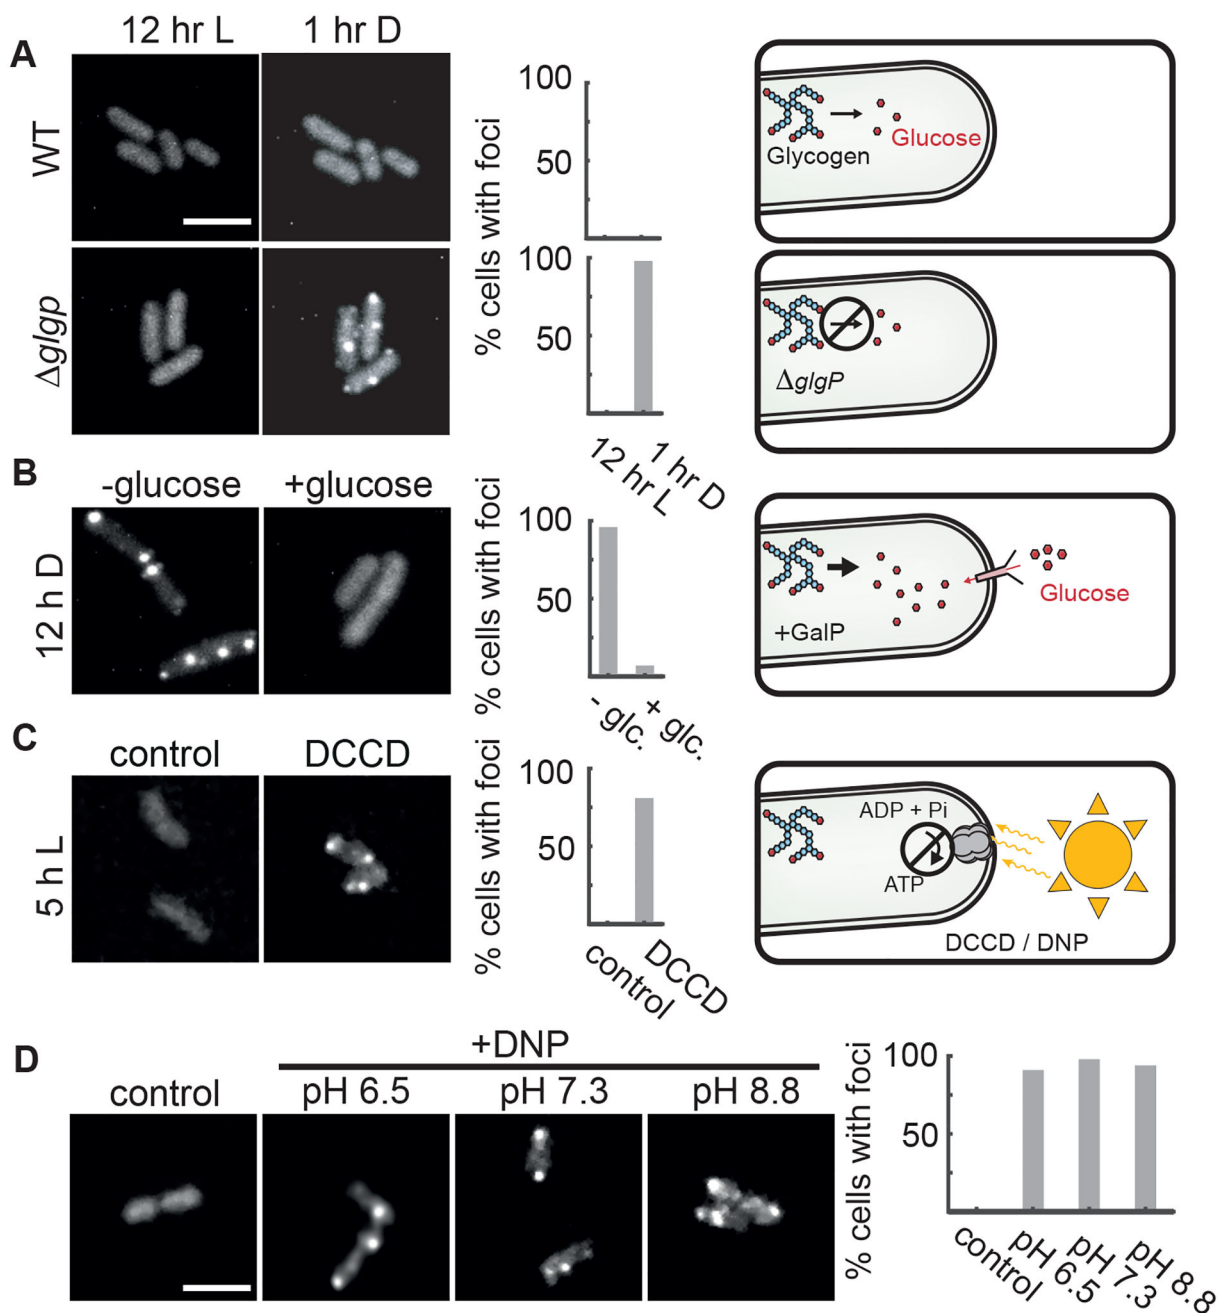 A
12 hr L
1 hr D
WT
Δglgp
% cells with foci
100
50
% cells with foci
100
50
12 hr L
1 hr D
Glycogen
Glucose
ΔglgP
B
-glucose
+glucose
12 h D
% cells with foci
100
50
- glc.
+ glc.
+GalP
Glucose
C
control
DCCD
5 h L
% cells with foci
100
50
control
DCCD
ADP + Pi
ATP
DCCD / DNP
D
+DNP
control
pH 6.5
pH 7.3
pH 8.8
% cells with foci
100
50
control
pH 6.5
pH 7.3
pH 8.8